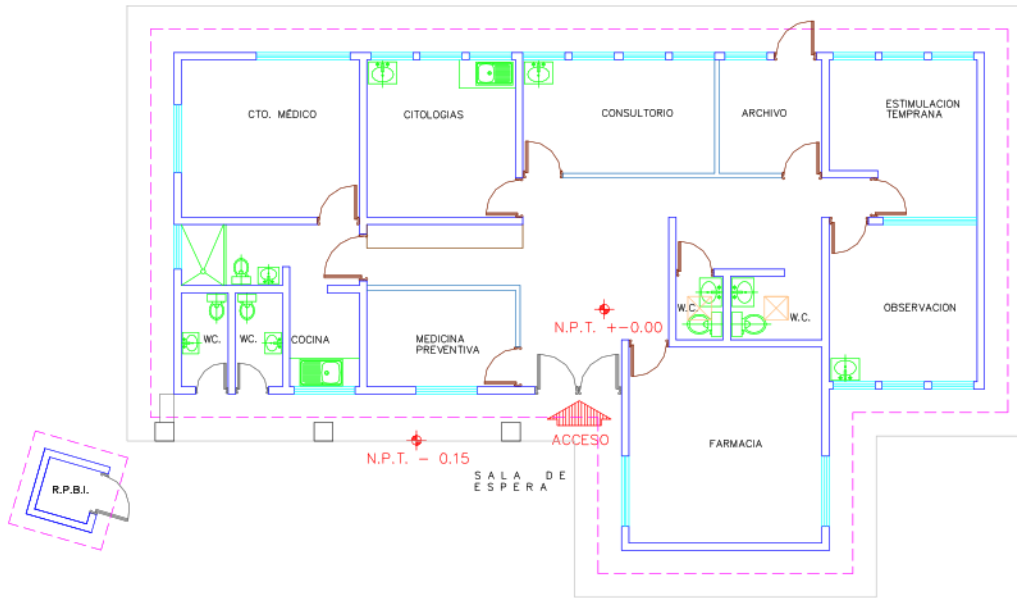 CTO. MÉDICO
CITOLOGIAS
CONSULTORIO
ARCHIVO
ESTIMULACION
TEMPRANA
W.C.
W.C.
OBSERVACION
N.P.T. +-0.00
WC.
WC.
COCINA
MEDICINA
PREVENTIVA
ACCESO
FARMACIA
N.P.T. - 0.15
SALA DE
ESPERA
R.P.B.I.